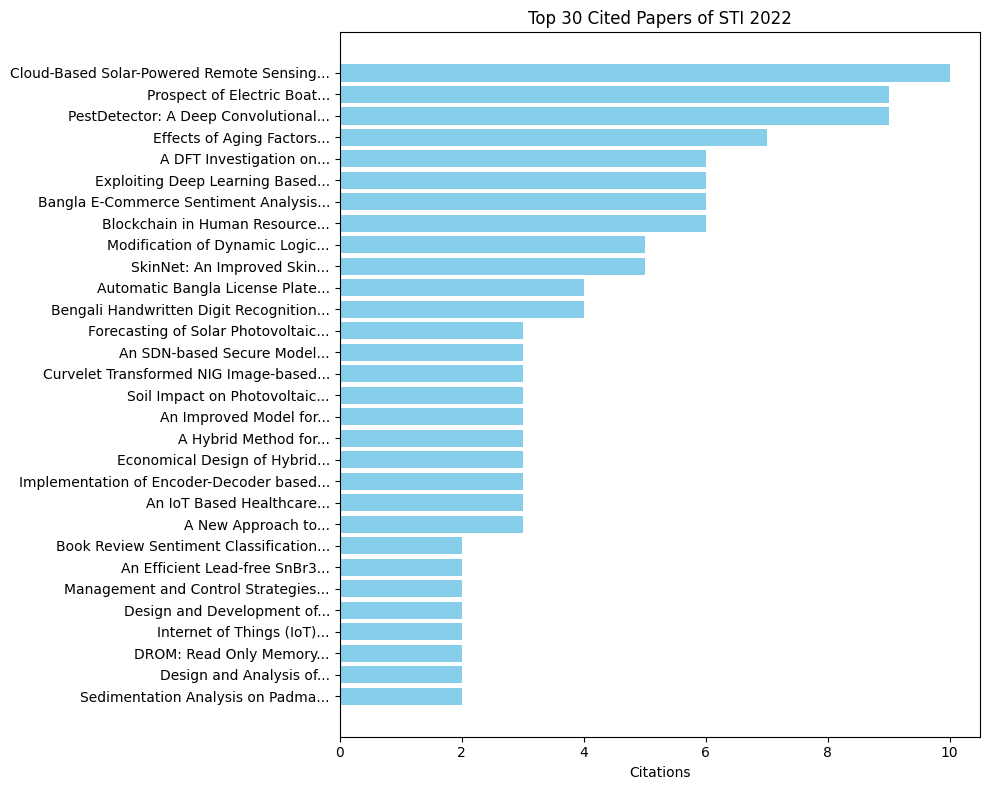 Top 30 Cited Papers of STI 2022
Cloud-Based Solar-Powered Remote Sensing...
Prospect of Electric Boat...
PestDetector: A Deep Convolutional...
Effects of Aging Factors...
A DFT Investigation on...
Exploiting Deep Learning Based...
Bangla E-Commerce Sentiment Analysis...
Blockchain in Human Resource...
Modification of Dynamic Logic...
SkinNet: An Improved Skin...
Automatic Bangla License Plate...
Bengali Handwritten Digit Recognition...
Forecasting of Solar Photovoltaic...
An SDN-based Secure Model...
Curvelet Transformed NIG Image-based...
Soil Impact on Photovoltaic...
An Improved Model for...
A Hybrid Method for...
Economical Design of Hybrid...
Implementation of Encoder-Decoder based...
An IoT Based Healthcare...
A New Approach to...
Book Review Sentiment Classification...
An Efficient Lead-free SnBr3...
Management and Control Strategies...
Design and Development of...
Internet of Things (IoT)...
DROM: Read Only Memory...
Design and Analysis of...
Sedimentation Analysis on Padma...
0 2 4 6 8 10
Citations